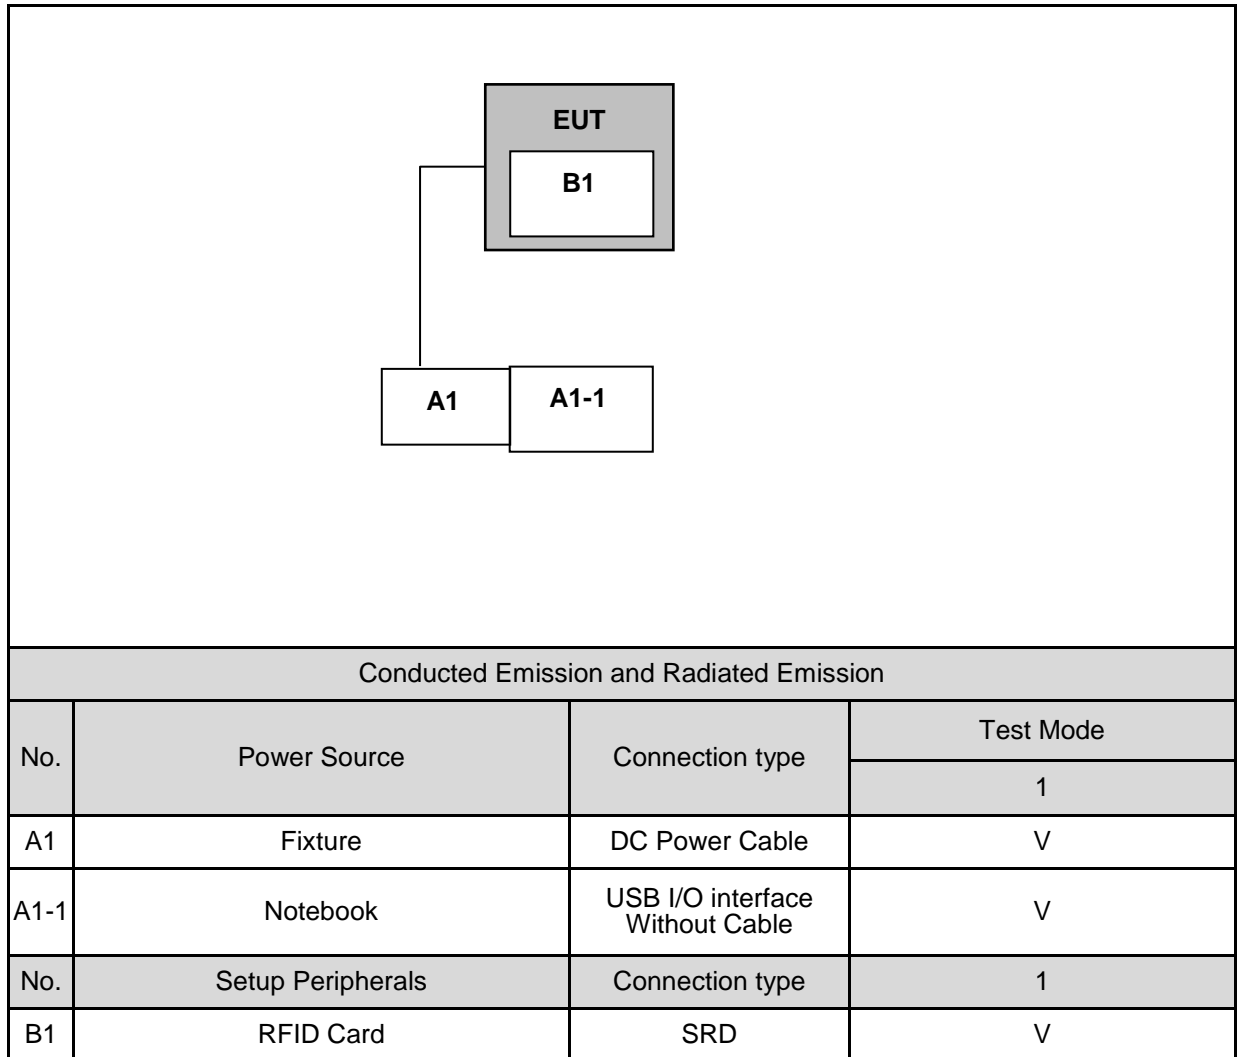 EUT
B1
A1 A1-1
Conducted Emission and Radiated Emission
No. Power Source Connection type Test Mode
1
A1 Fixture DC Power Cable V
A1-1 Notebook USB I/O interface
Without Cable V
No. Setup Peripherals Connection type 1
B1 RFID Card SRD V